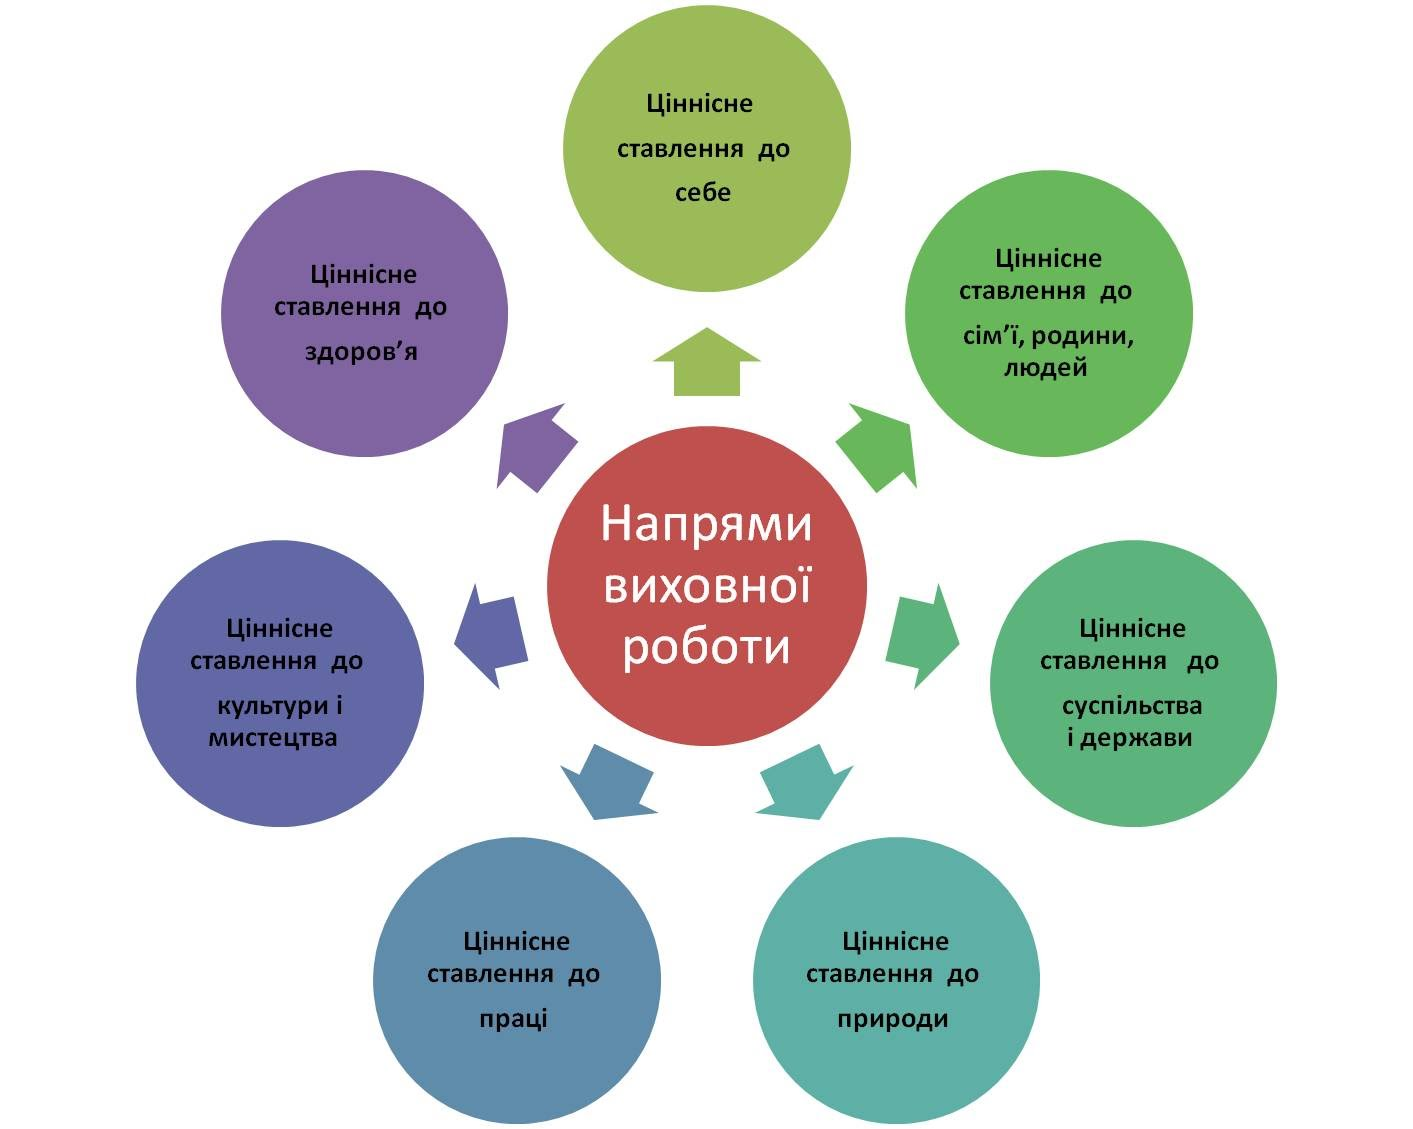 Ціннісне
ставлення до
себе
Ціннісне
ставлення до
сім’ї, родини,
людей
Ціннісне
ставлення до
суспільства
і держави
Ціннісне
ставлення до
природи
Ціннісне
ставлення до
праці
Ціннісне
ставлення до
культури і
мистецтва
Ціннісне
ставлення до
здоров’я
Напрями
виховної
роботи